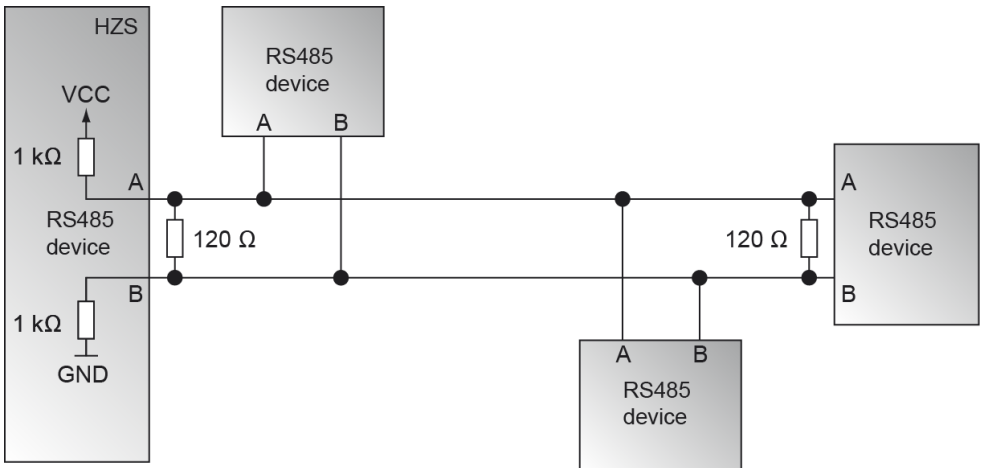 HZS
VCC
1 kΩ
A
RS485
device
B
1 kΩ
GND
120 Ω
RS485
device
A
B
120 Ω
A
B
RS485
device
A
RS485
device
B